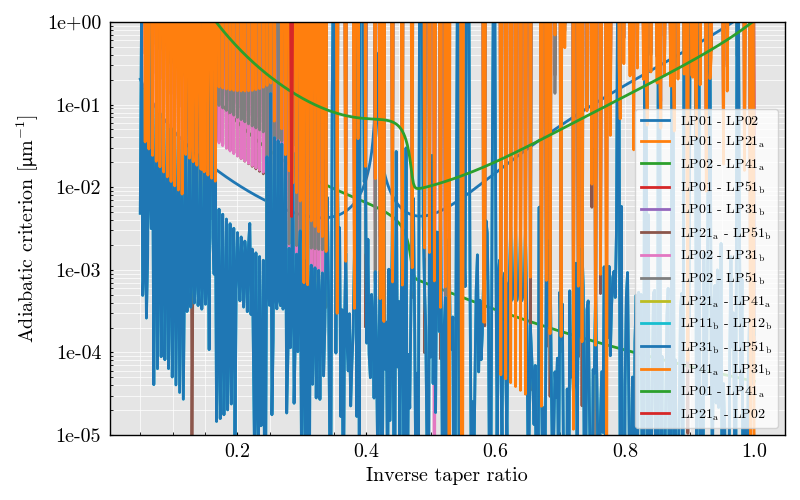 1e+00
1e-01
1e-02
1e-03
1e-04
1e-05
Adiabatic criterion [µm⁻¹]
0.2 0.4 0.6 0.8 1.0
Inverse taper ratio
LP01 - LP02
LP01 - LP21a
LP02 - LP41a
LP01 - LP51b
LP01 - LP31b
LP21a - LP51b
LP02 - LP31b
LP02 - LP51b
LP21a - LP41a
LP11b - LP12b
LP31b - LP51b
LP41a - LP31b
LP01 - LP41a
LP21a - LP02